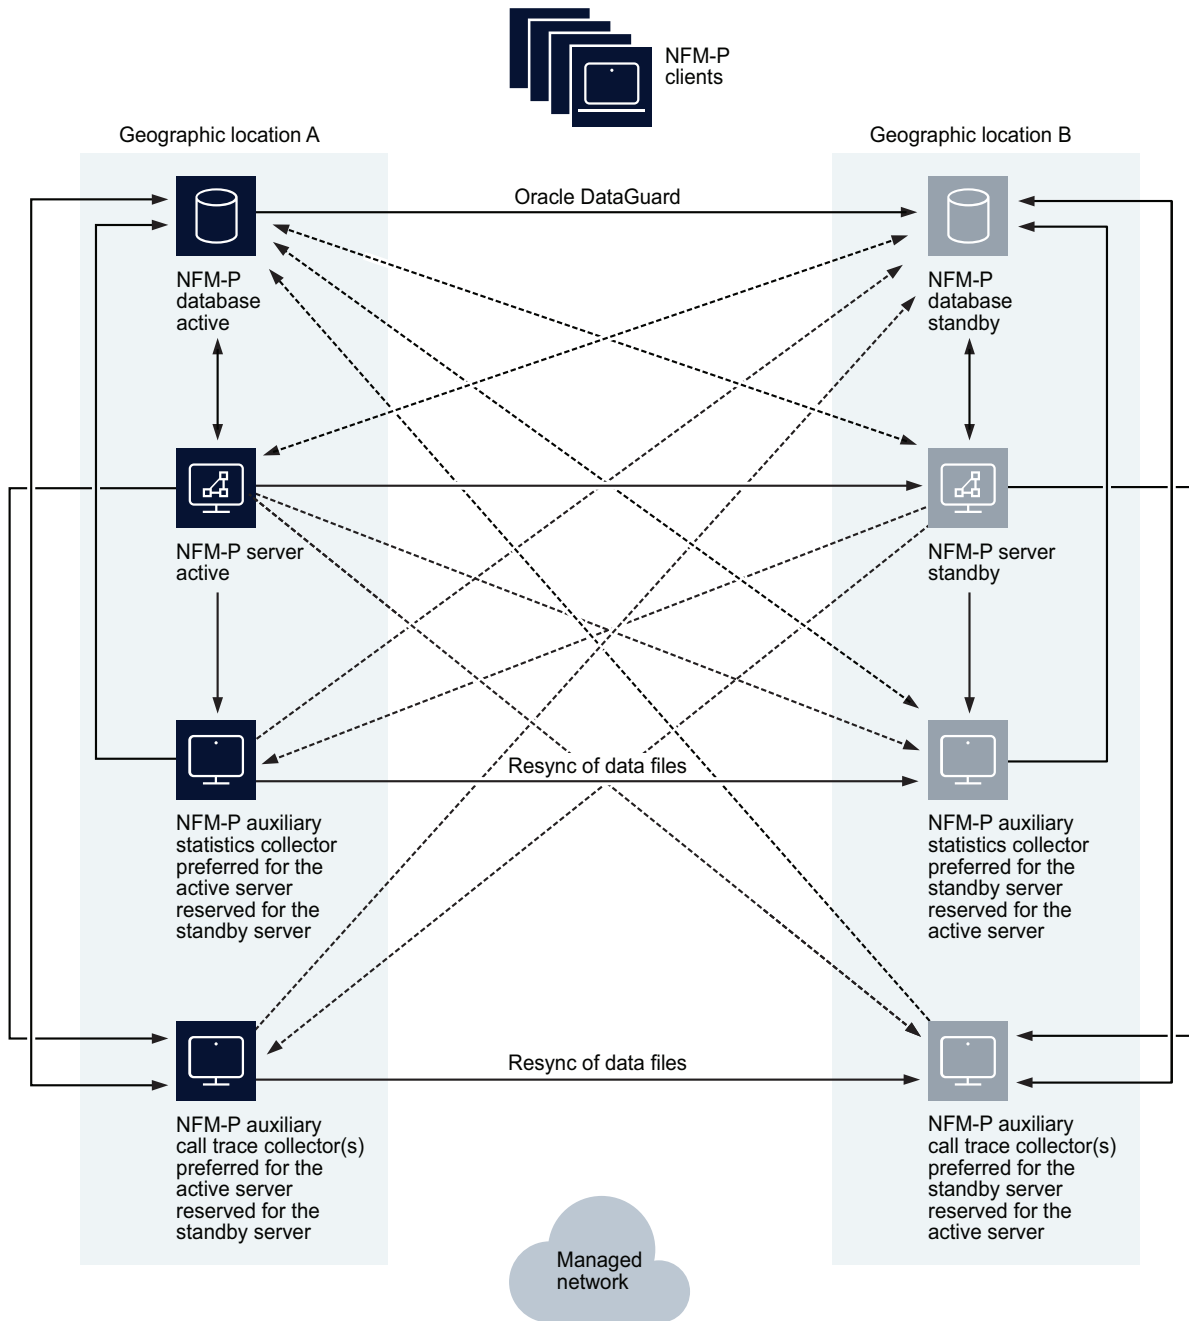 NFM-P
clients
Geographic location A
Geographic location B
Oracle DataGuard
NFM-P
database
active
NFM-P
database
standby
NFM-P server
active
NFM-P server
standby
Resync of data files
NFM-P auxiliary
statistics collector
preferred for the
active server
reserved for the
standby server
NFM-P auxiliary
statistics collector
preferred for the
standby server
reserved for the
active server
Resync of data files
NFM-P auxiliary
call trace collector(s)
preferred for the
active server
reserved for the
standby server
NFM-P auxiliary
call trace collector(s)
preferred for the
standby server
reserved for the
active server
Managed
network